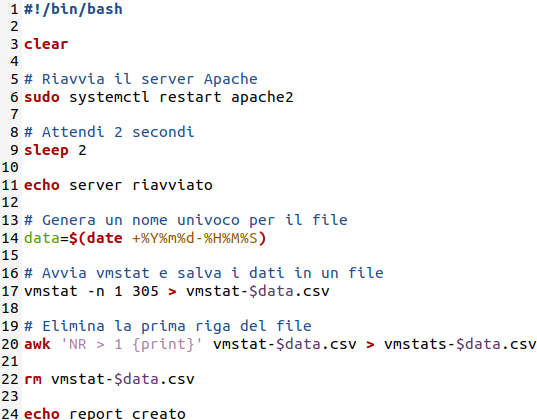 1 #!/bin/bash
2
3 clear
4
5 # Riavvia il server Apache
6 sudo systemctl restart apache2
7
8 # Attendi 2 secondi
9 sleep 2
10
11 echo server riavviato
12
13 # Genera un nome univoco per il file
14 data=$(date +%Y%m%d-%H%M%S)
15
16 # Avvia vmstat e salva i dati in un file
17 vmstat -n 1 305 > vmstat-$data.csv
18
19 # Elimina la prima riga del file
20 awk 'NR > 1 {print}' vmstat-$data.csv > vmstats-$data.csv
21
22 rm vmstat-$data.csv
23
24 echo report creato